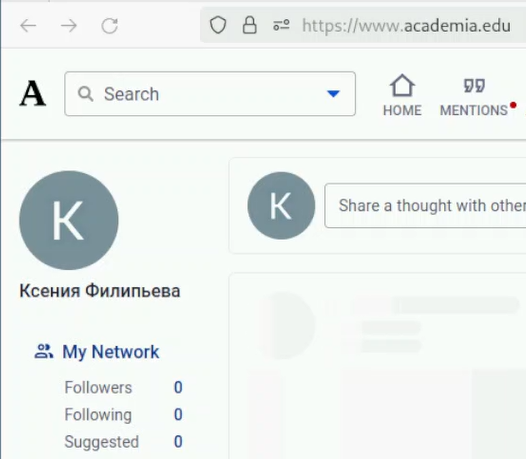 https://www.academia.edu
A
Search
HOME
MENTIONS
K
K
Share a thought with other
Ксения Филипьева
My Network
Followers 0
Following 0
Suggested 0